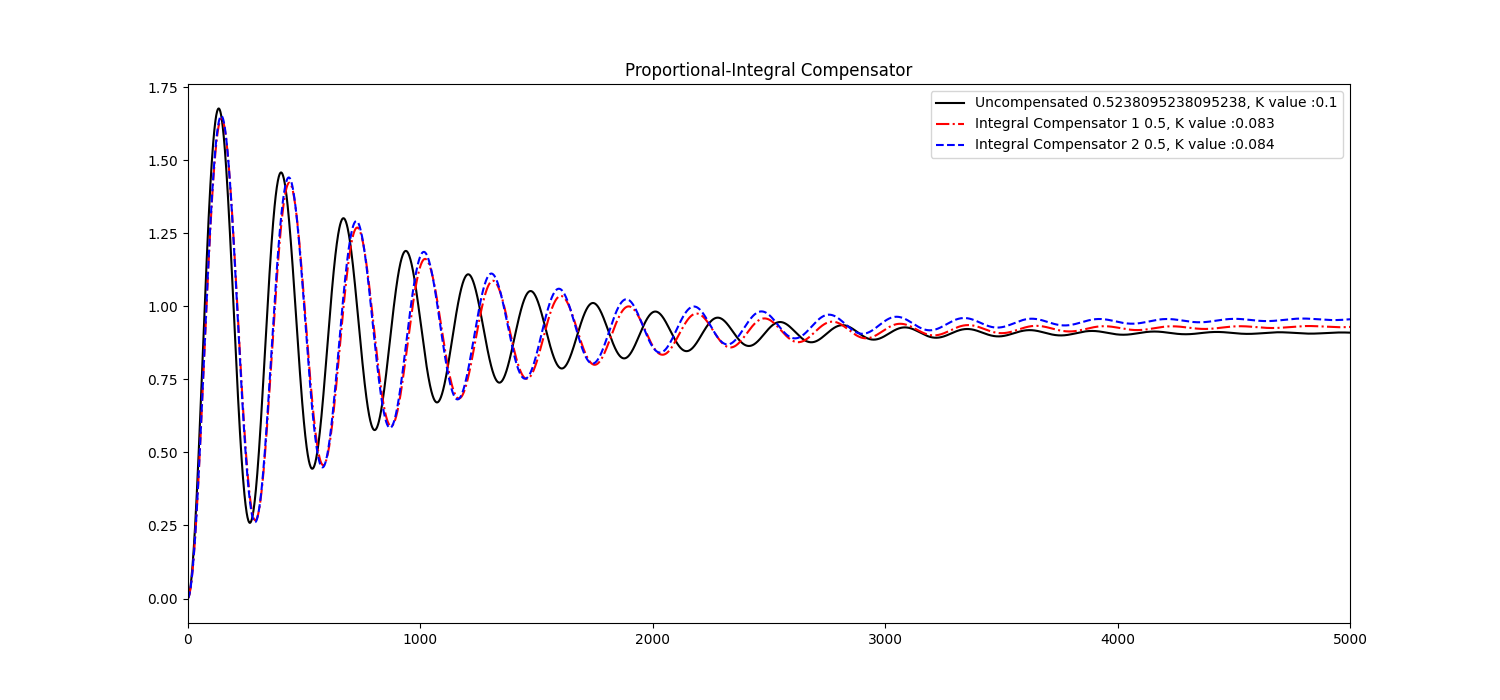 Proportional-Integral Compensator
1.75
1.50
1.25
1.00
0.75
0.50
0.25
0.00
Uncompensated 0.5238095238095238, K value :0.1
Integral Compensator 1 0.5, K value :0.083
Integral Compensator 2 0.5, K value :0.084
0 1000 2000 3000 4000 5000